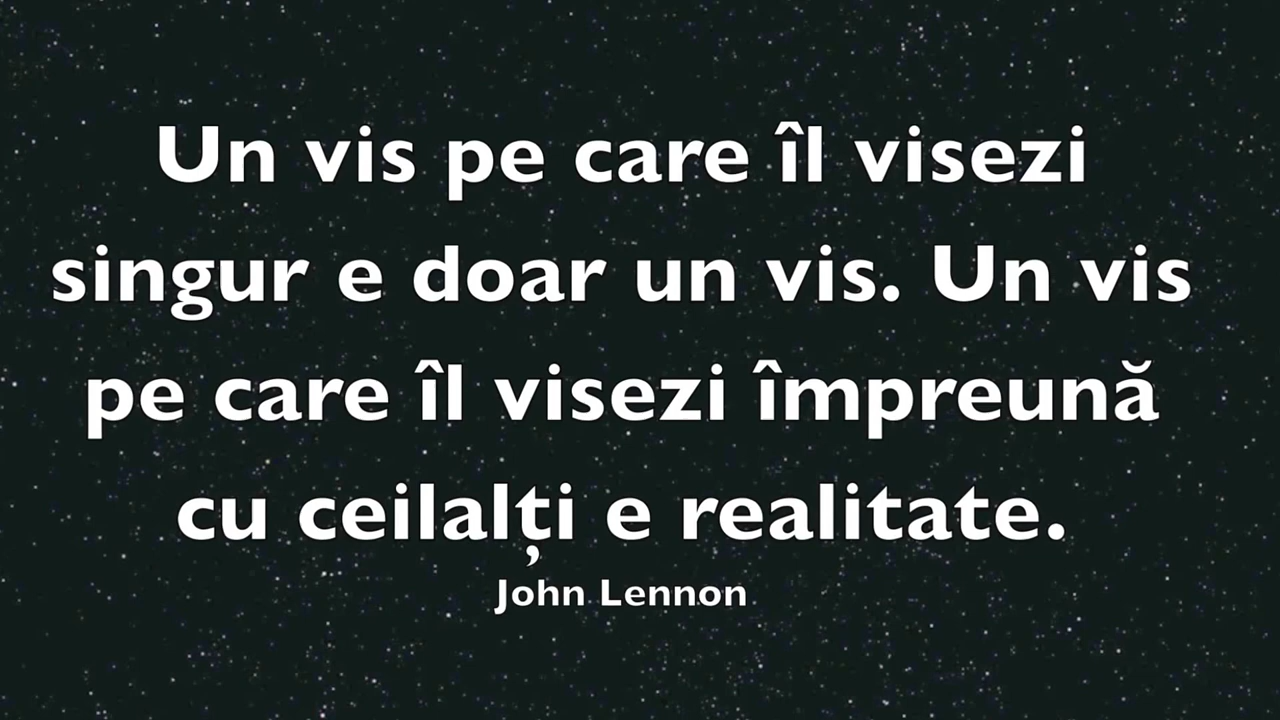 Un vis pe care îl visezi
singur e doar un vis. Un vis
pe care îl visezi împreună
cu ceilalți e realitate.
John Lennon